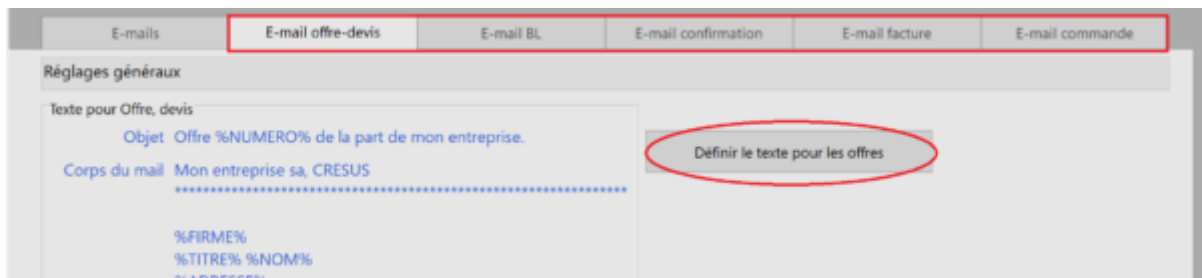 E-mails
E-mail offre-devis
E-mail BL
E-mail confirmation
E-mail facture
E-mail commande
Réglages généraux
Texte pour Offre, devis
Objet Offre %NUMERO% de la part de mon entreprise.
Définir le texte pour les offres
Corps du mail Mon entreprise sa, CRESUS
****************************************************************
%FIRME%
%TITRE% %NOM%
%ADRESSE%